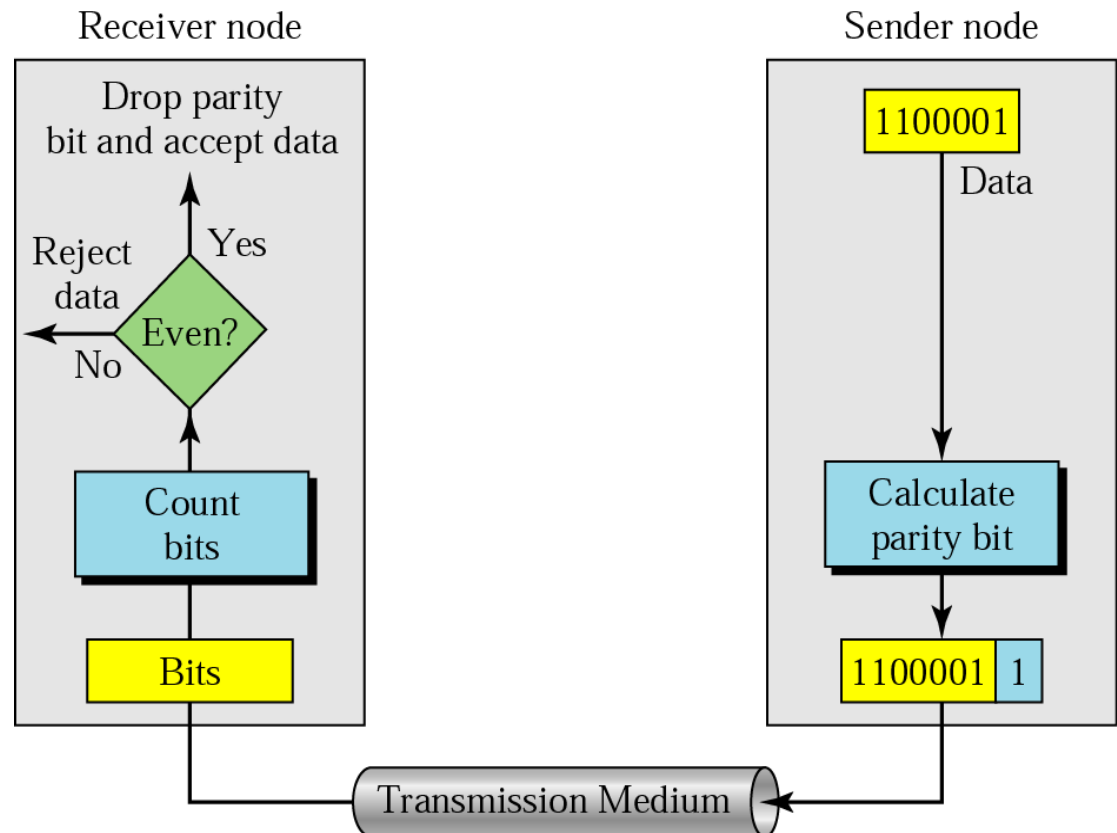 Receiver node
Drop parity
bit and accept data
Yes
Reject
data
Even?
No
Count
bits
Bits
Sender node
1100001
Data
Calculate
parity bit
1100001 1
Transmission Medium